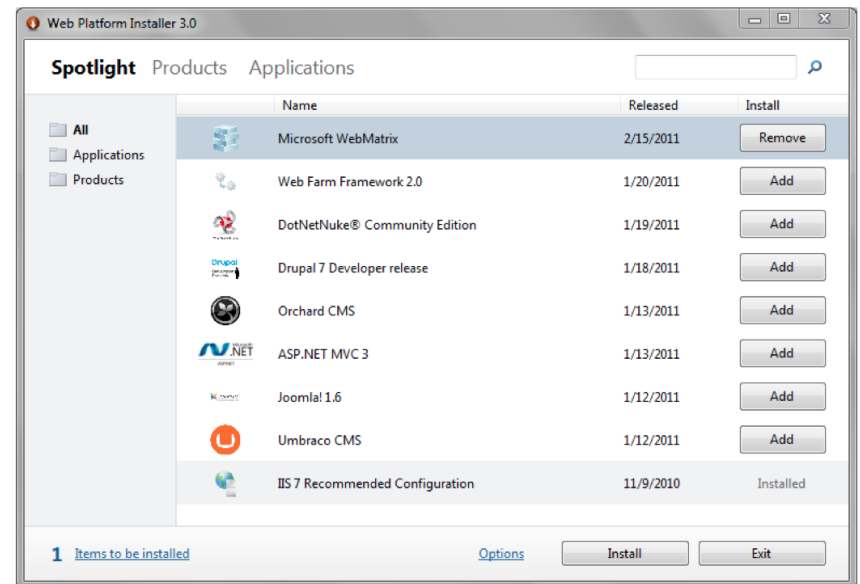 Web Platform Installer 3.0
Spotlight Products Applications
Name Released Install
All
Applications
Products
Microsoft WebMatrix 2/15/2011 Remove
Web Farm Framework 2.0 1/20/2011 Add
DotNetNuke® Community Edition 1/19/2011 Add
Drupal
Drupal 7 Developer release 1/18/2011 Add
Orchard CMS 1/13/2011 Add
Microsoft
.NET
ASP.NET MVC 3 1/13/2011 Add
Joomla! 1.6 1/12/2011 Add
Umbraco CMS 1/12/2011 Add
IIS 7 Recommended Configuration 11/9/2010 Installed
1 Items to be installed Options Install Exit